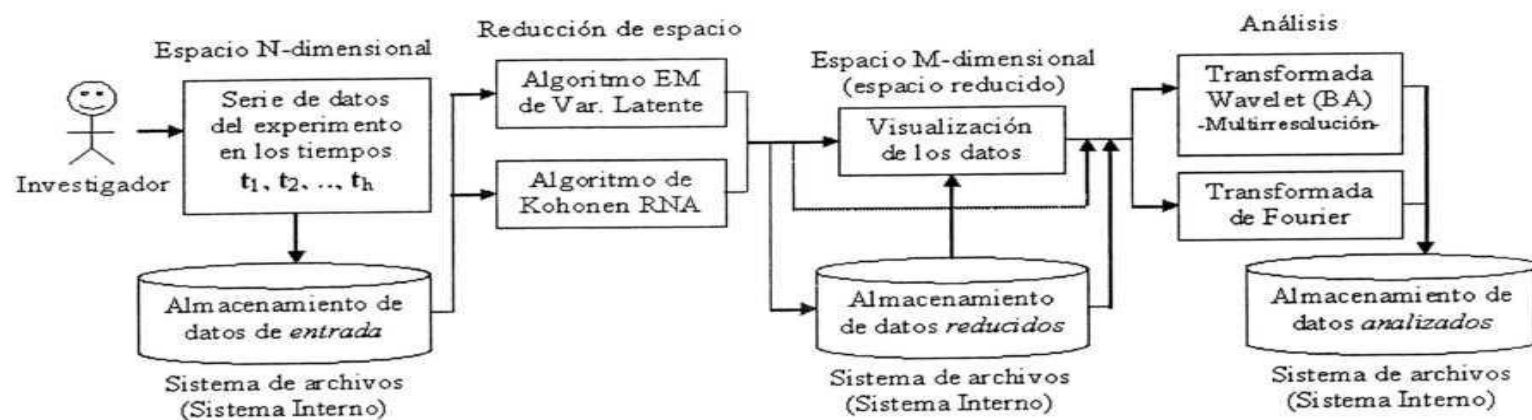 Espacio N-dimensional
Investigador
Serie de datos
del experimento
en los tiempos
t1, t2, .., th
Almacenamiento de
datos de entrada
Sistema de archivos
(Sistema Interno)
Reducción de espacio
Algoritmo EM
de Var. Latente
Algoritmo de
Kohonen RNA
Espacio M-dimensional
(espacio reducido)
Visualización
de los datos
Almacenamiento
de datos reducidos
Sistema de archivos
(Sistema Interno)
Análisis
Transformada
Wavelet (BA)
-Multirresolución-
Transformada
de Fourier
Almacenamiento de
datos analizados
Sistema de archivos
(Sistema Interno)